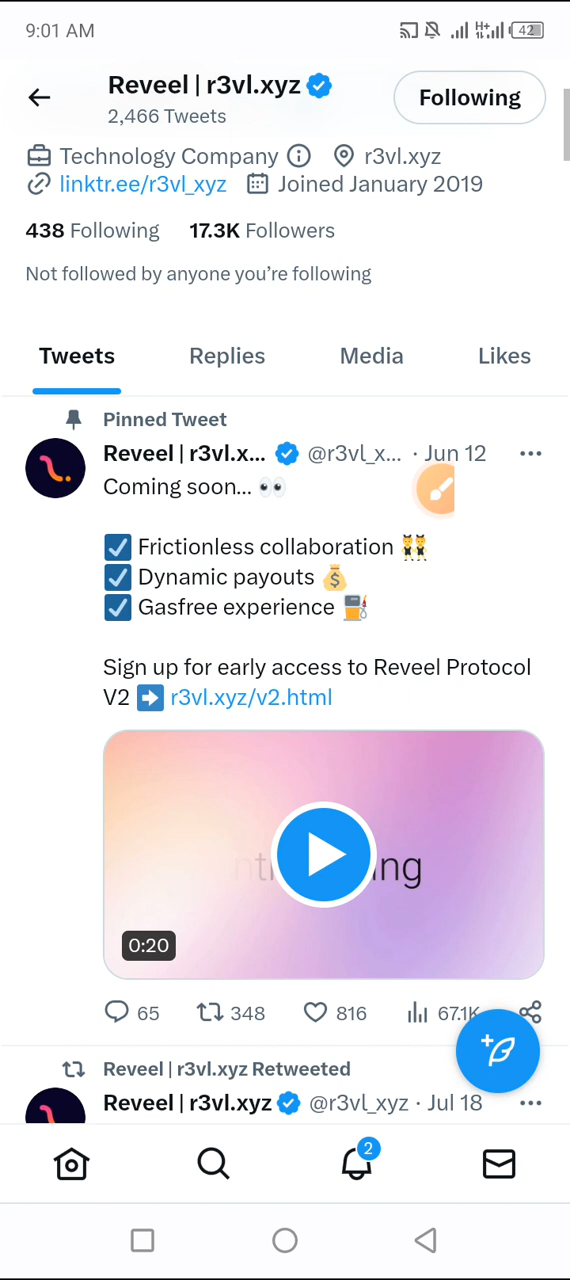 9:01 AM
H+
42
Reveel | r3vl.xyz
2,466 Tweets
Following
Technology Company
r3vl.xyz
linktr.ee/r3vl_xyz
Joined January 2019
438 Following 17.3K Followers
Not followed by anyone you’re following
Tweets Replies Media Likes
Pinned Tweet
Reveel | r3vl.x... @r3vl_x... · Jun 12
Coming soon... 👀
☑️ Frictionless collaboration 👯
☑️ Dynamic payouts 💰
☑️ Gasfree experience ⛽
Sign up for early access to Reveel Protocol
V2 ➡️ r3vl.xyz/v2.html
0:20
65 348 816 67.1K
Reveel | r3vl.xyz Retweeted
Reveel | r3vl.xyz @r3vl_xyz · Jul 18
2